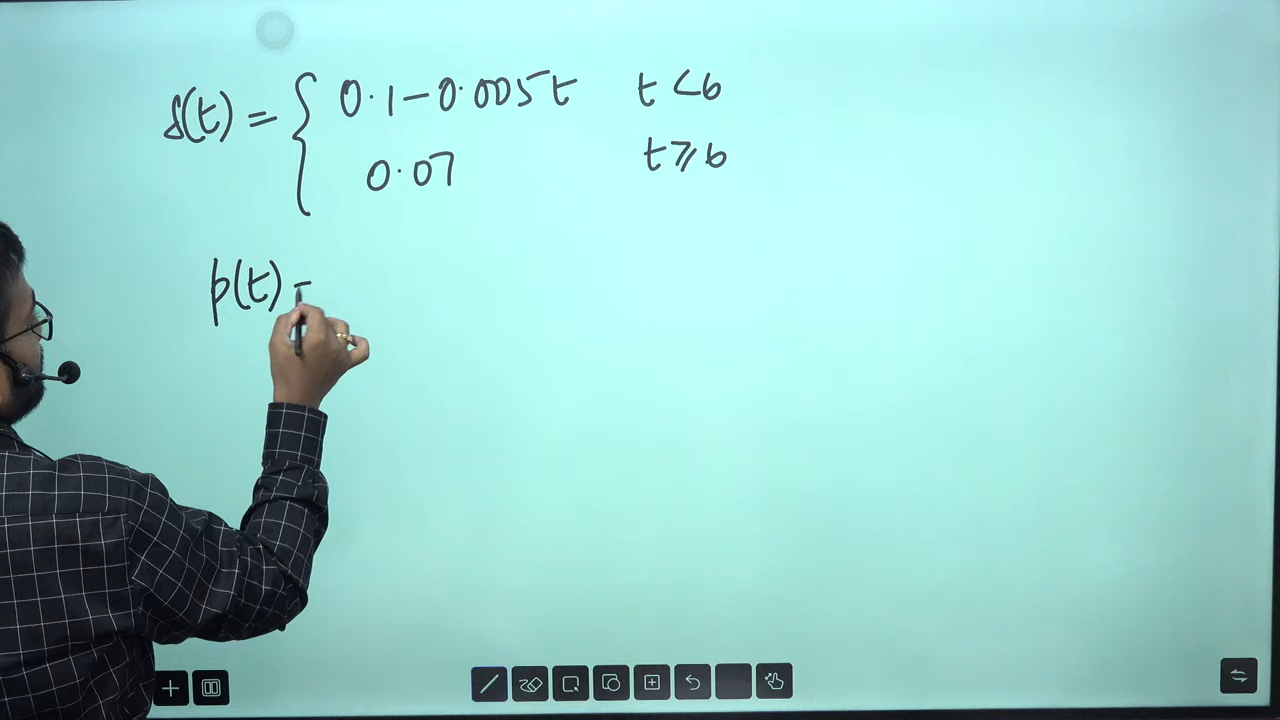 δ(t) = { 0.1 - 0.005t t < 6
0.07 t ⩾ 6
p(t) =